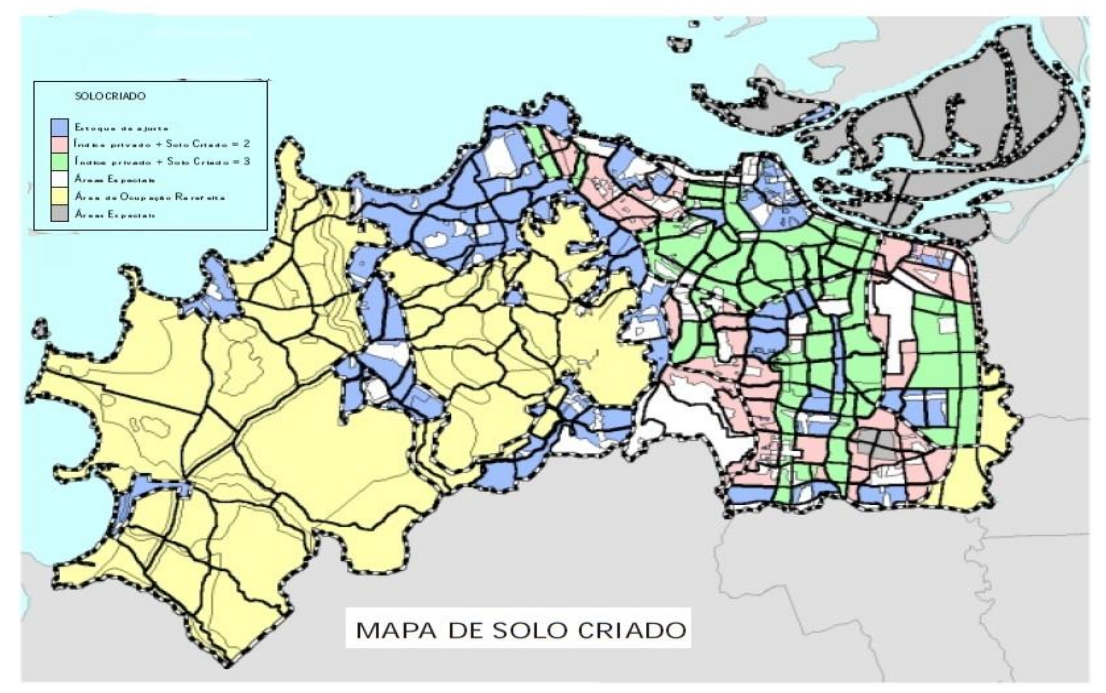 SOLO CRIADO
Estoque de ajuste
Índice privado + Solo Criado = 2
Índice privado + Solo Criado = 3
Áreas Especiais
Área de Ocupação Rarefeita
Áreas Especiais
MAPA DE SOLO CRIADO